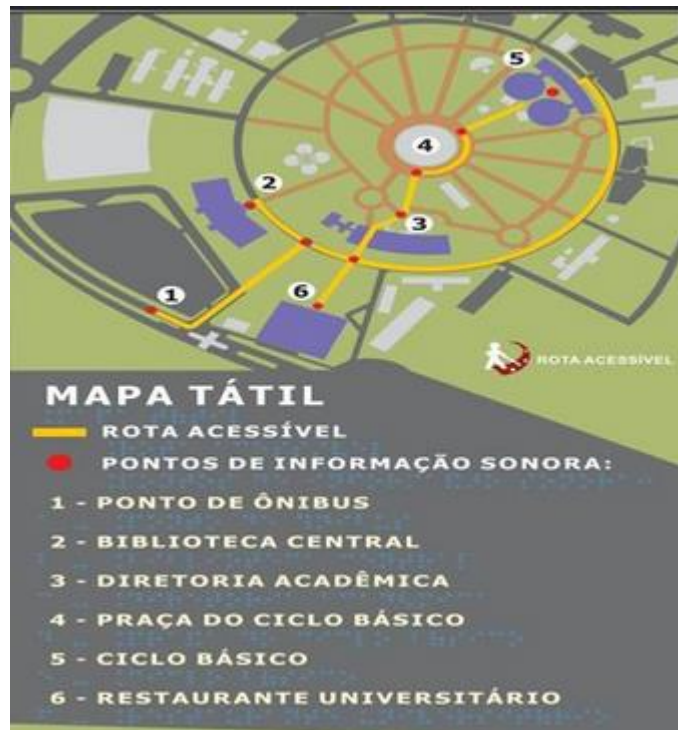 5
4
2
3
1
6
ROTA ACESSÍVEL
MAPA TÁTIL
ROTA ACESSÍVEL
PONTOS DE INFORMAÇÃO SONORA:
1 - PONTO DE ÔNIBUS
2 - BIBLIOTECA CENTRAL
3 - DIRETORIA ACADÊMICA
4 - PRAÇA DO CICLO BÁSICO
5 - CICLO BÁSICO
6 - RESTAURANTE UNIVERSITÁRIO